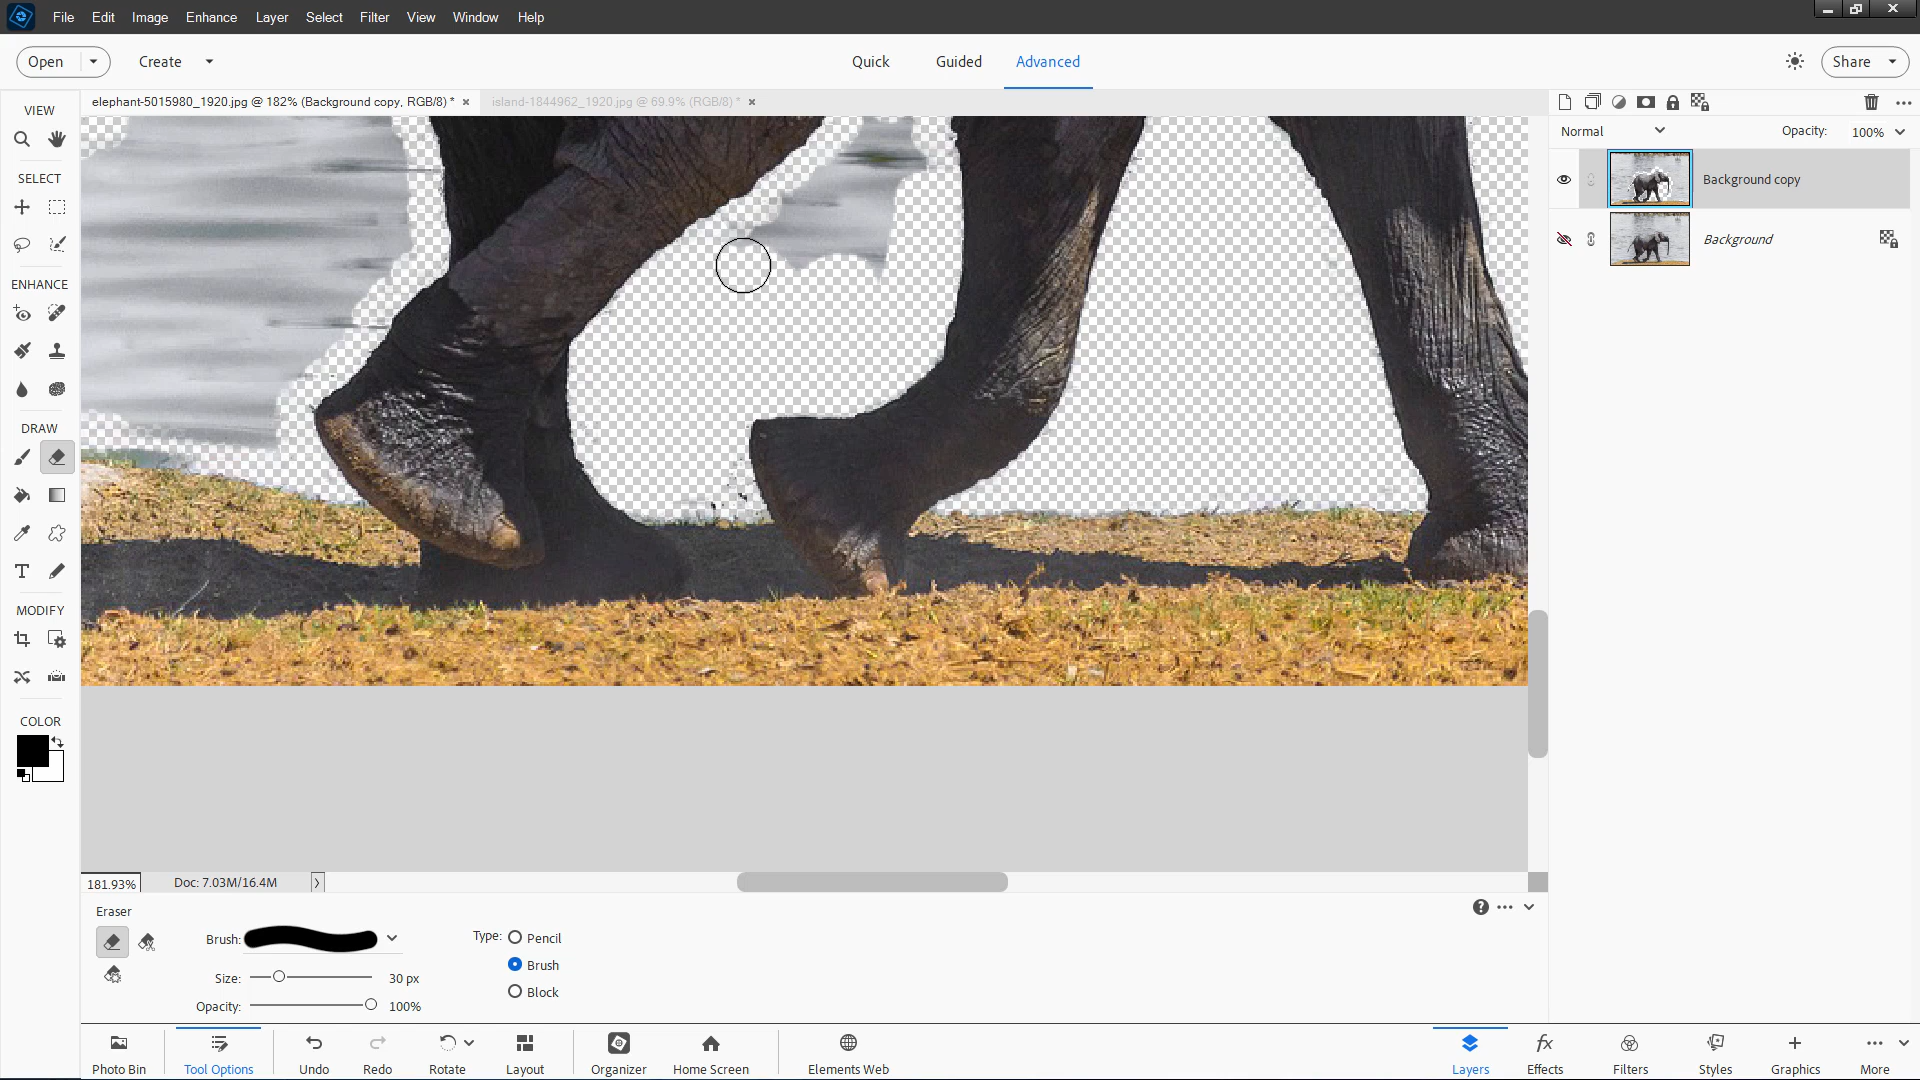 File Edit Image Enhance Layer Select Filter View Window Help
Open Create Quick Guided Advanced Share
elephant-5015980_1920.jpg @ 182% (Background copy, RGB/8) * island-1844962_1920.jpg @ 69.9% (RGB/8) *
VIEW
SELECT
ENHANCE
DRAW
MODIFY
COLOR
Normal Opacity: 100%
Background copy
Background
181.93% Doc: 7.03M/16.4M
Eraser
Brush:
Size: 30 px
Opacity: 100%
Type: Pencil
Brush
Block
Photo Bin Tool Options Undo Redo Rotate Layout Organizer Home Screen Elements Web Layers Effects Filters Styles Graphics More